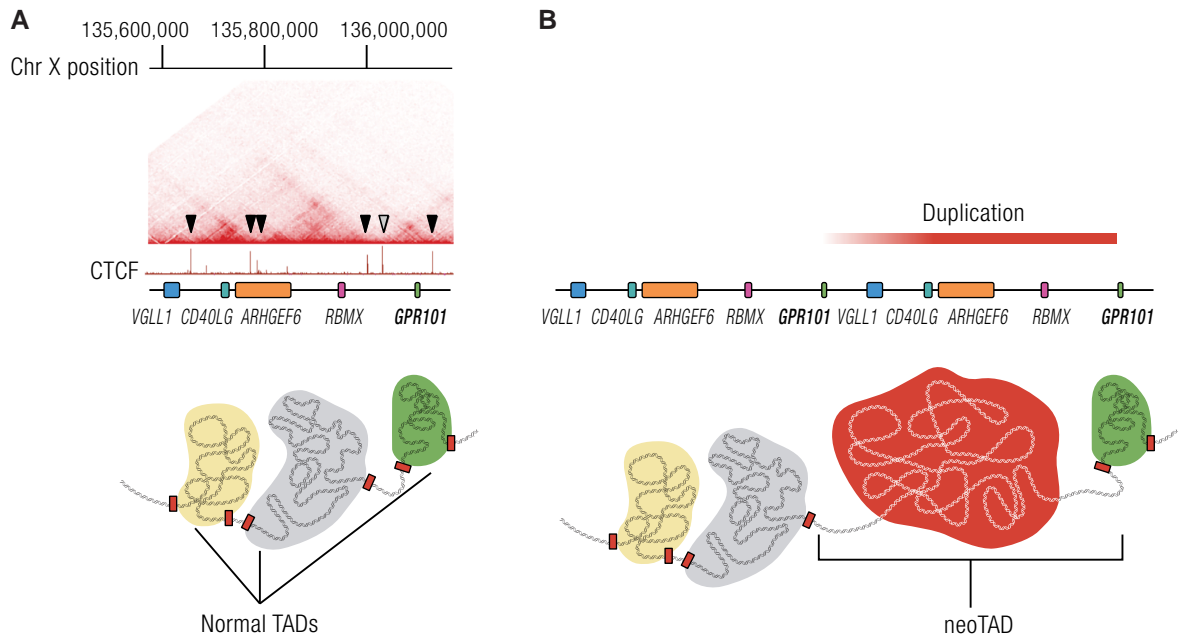 A
135,600,000 135,800,000 136,000,000
Chr X position
CTCF
VGLL1 CD40LG ARHGEF6 RBMX GPR101
Normal TADs
B
Duplication
VGLL1 CD40LG ARHGEF6 RBMX GPR101 VGLL1 CD40LG ARHGEF6 RBMX GPR101
neoTAD